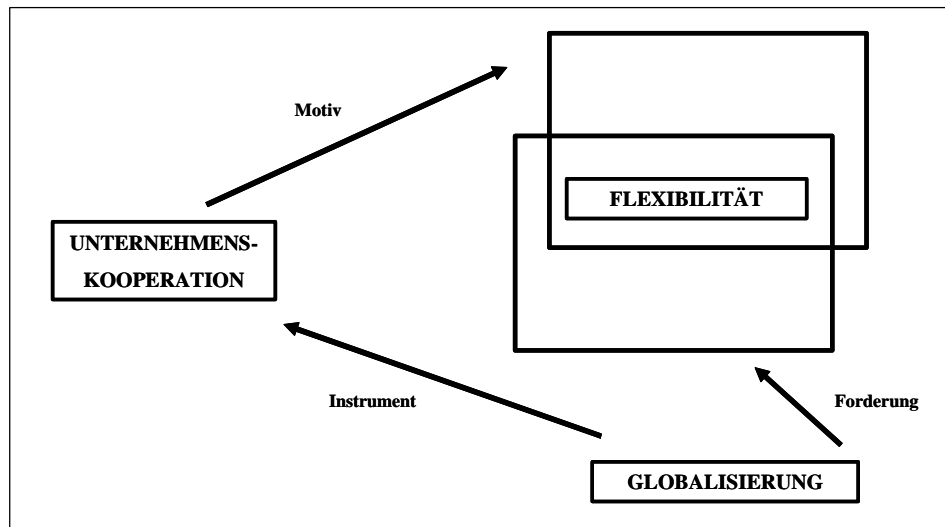 Motiv
FLEXIBILITÄT
UNTERNEHMENS-
KOOPERATION
Instrument
Forderung
GLOBALISIERUNG